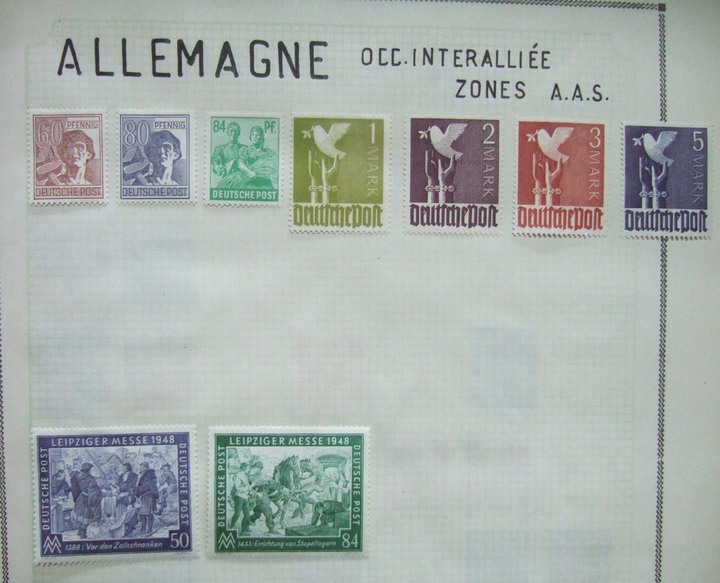 ALLEMAGNE OCC.INTERALLIÉE
ZONES A.A.S.
60 PFENNIG
DEUTSCHE POST
80 PFENNIG
DEUTSCHE POST
84 Pf.
DEUTSCHE POST
1 MARK
Deutsche Post
2 MARK
Deutsche Post
3 MARK
Deutsche Post
5 MARK
Deutsche Post
LEIPZIGER MESSE 1948
DEUTSCHE POST
DEUTSCHE POST
1388: Vor den Zollschranken 50
LEIPZIGER MESSE 1948
DEUTSCHE POST
DEUTSCHE POST
1433: Errichtung von Stapellagern 84